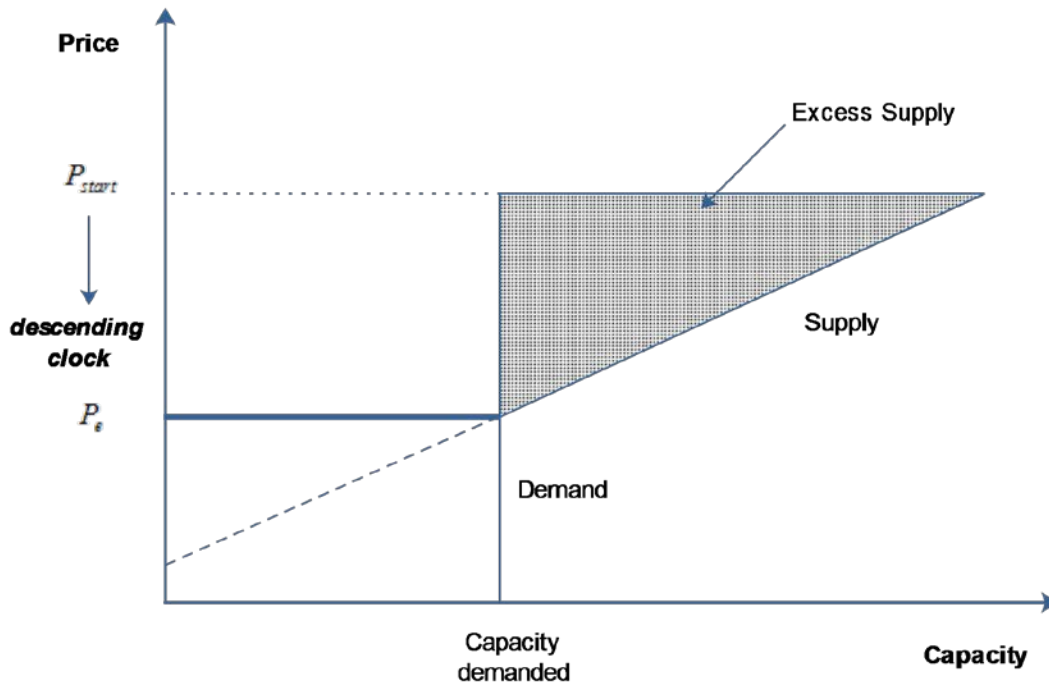 Price
Excess Supply
P_start
descending
clock
Supply
P_e
Demand
Capacity
demanded
Capacity